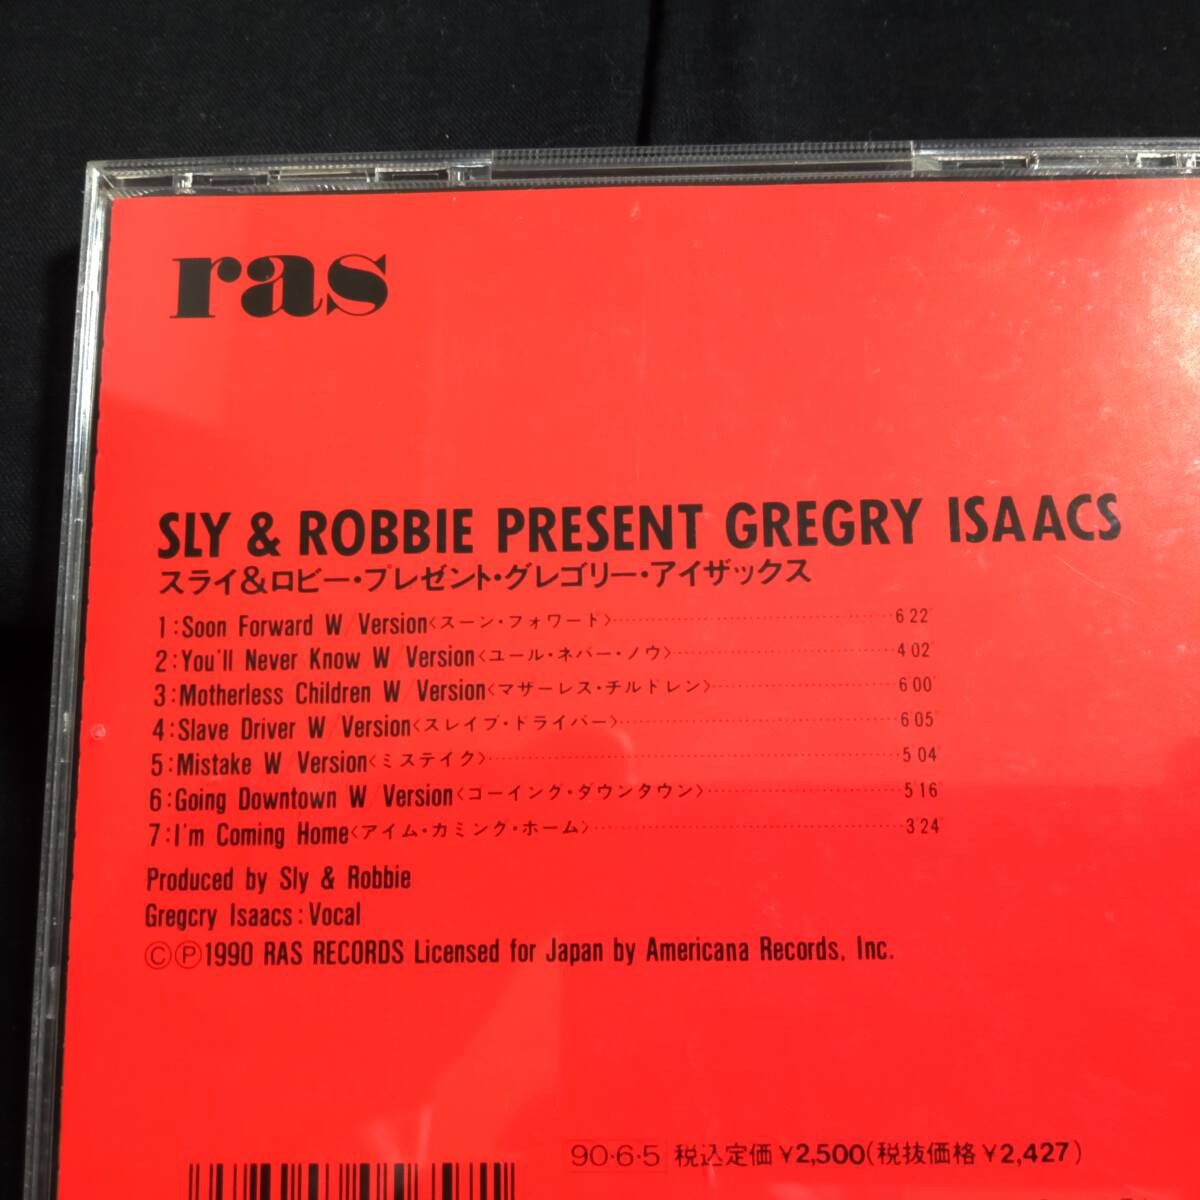 ras
SLY & ROBBIE PRESENT GREGRY ISAACS
スライ&ロビー・プレゼント・グレゴリー・アイザックス
1:Soon Forward W/Version<スーン・フォワード>……6'22"
2:You'll Never Know W/Version<ユール・ネバー・ノウ>……4'02"
3:Motherless Children W/Version<マザーレス・チルドレン>……6'00"
4:Slave Driver W/Version<スレイブ・ドライバー>……6'05"
5:Mistake W/Version<ミステイク>……5'04"
6:Going Downtown W/Version<ゴーイング・ダウンタウン>……5'16"
7:I'm Coming Home<アイム・カミング・ホーム>……3'24"
Produced by Sly & Robbie
Gregcry Isaacs:Vocal
©℗1990 RAS RECORDS Licensed for Japan by Americana Records, Inc.
90・6・5 税込定価¥2,500(税抜価格¥2,427)